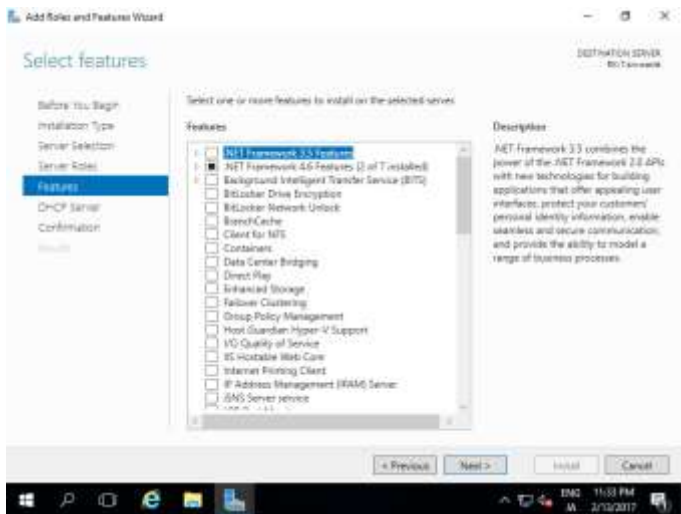 Add Roles and Features Wizard
Select features
DESTINATION SERVER
Before You Begin
Installation Type
Server Selection
Server Roles
Features
DHCP Server
Confirmation
Results
Select one or more features to install on the selected server.
Features
.NET Framework 3.5 Features
.NET Framework 4.6 Features (2 of 7 installed)
Background Intelligent Transfer Service (BITS)
BitLocker Drive Encryption
BitLocker Network Unlock
BranchCache
Client for NFS
Containers
Data Center Bridging
Direct Play
Enhanced Storage
Failover Clustering
Group Policy Management
Host Guardian Hyper-V Support
I/O Quality of Service
IIS Hostable Web Core
Internet Printing Client
IP Address Management (IPAM) Server
iSNS Server service
Description
.NET Framework 3.5 combines the
power of the .NET Framework 2.0 APIs
with new technologies for building
applications that offer appealing user
interfaces, protect your customers'
personal identity information, enable
seamless and secure communication,
and provide the ability to model a
range of business processes.
< Previous
Next >
Install
Cancel
ENG
11:33 PM
IA
2/13/2017